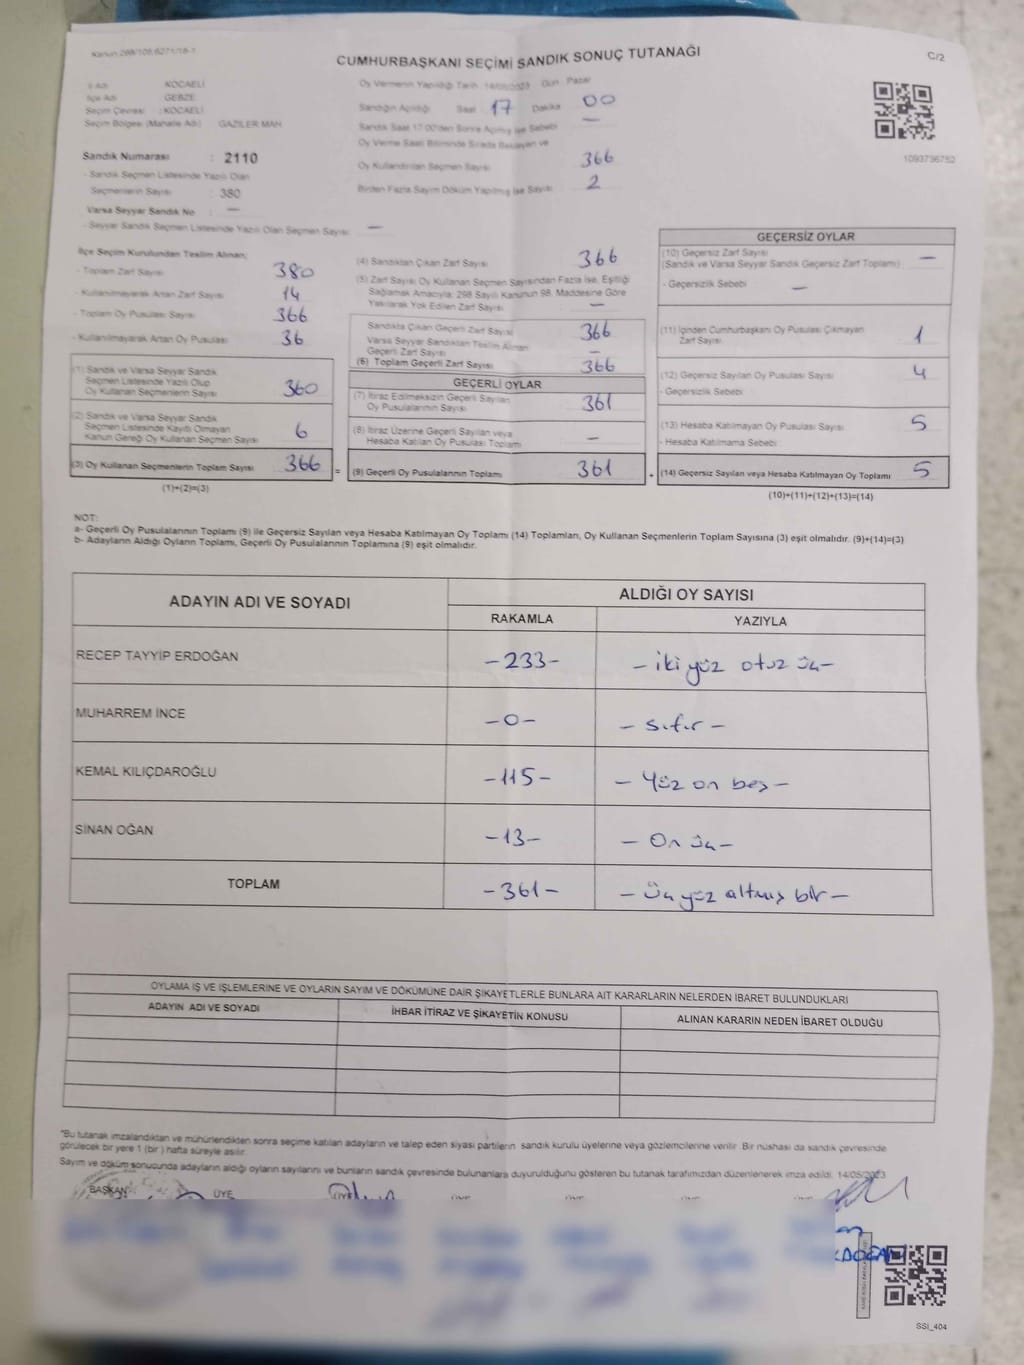 Kanun 298/105 6271/18-1
CUMHURBAŞKANI SEÇİMİ SANDIK SONUÇ TUTANAĞI
C/2
İl Adı KOCAELİ
İlçe Adı GEBZE
Seçim Çevresi : KOCAELİ
Seçim Bölgesi (Mahalle Adı) GAZİLER MAH
Sandık Numarası : 2110
- Sandık Seçmen Listesinde Yazılı Olan
Seçmenlerin Sayısı : 380
Varsa Seyyar Sandık No : —
- Seyyar Sandık Seçmen Listesinde Yazılı Olan Seçmen Sayısı —
Oy Vermenin Yapıldığı Tarih 14/05/2023 Gün Pazar
Sandığın Açıldığı Saat : 17 Dakika 00
Sandık Saat 17:00'den Sonra Açılmış ise Sebebi —
Oy Verme Saati Bitiminde Sırada Bekleyen ve
Oy Kullandırılan Seçmen Sayısı 366
Birden Fazla Sayım Döküm Yapılmış İse Sayısı 2
1093736752
İlçe Seçim Kurulundan Teslim Alınan;
- Toplam Zarf Sayısı 380
- Kullanılmayarak Artan Zarf Sayısı 14
- Toplam Oy Pusulası Sayısı 366
- Kullanılmayarak Artan Oy Pusulası 36
(1) Sandık ve Varsa Seyyar Sandık
Seçmen Listesinde Yazılı Olup
Oy Kullanan Seçmenlerin Sayısı 360
(2) Sandık ve Varsa Seyyar Sandık
Seçmen Listesinde Kayıtlı Olmayan
Kanun Gereği Oy Kullanan Seçmen Sayısı 6
(3) Oy Kullanan Seçmenlerin Toplam Sayısı 366 =
(1)+(2)=(3)
(4) Sandıktan Çıkan Zarf Sayısı 366
(5) Zarf Sayısı Oy Kullanan Seçmen Sayısından Fazla İse, Eşitliği
Sağlamak Amacıyla; 298 Sayılı Kanunun 98. Maddesine Göre
Yakılarak Yok Edilen Zarf Sayısı —
Sandıkta Çıkan Geçerli Zarf Sayısı 366
Varsa Seyyar Sandıktan Teslim Alınan
Geçerli Zarf Sayısı —
(6) Toplam Geçerli Zarf Sayısı 366
GEÇERLİ OYLAR
(7) İtiraz Edilmeksizin Geçerli Sayılan
Oy Pusulalarının Sayısı 361
(8) İtiraz Üzerine Geçerli Sayılan veya
Hesaba Katılan Oy Pusulası Toplamı —
(9) Geçerli Oy Pusulalarının Toplamı 361 +
GEÇERSİZ OYLAR
(10) Geçersiz Zarf Sayısı
(Sandık ve Varsa Seyyar Sandık Geçersiz Zarf Toplamı) —
- Geçersizlik Sebebi —
(11) İçinden Cumhurbaşkanı Oy Pusulası Çıkmayan
Zarf Sayısı 1
(12) Geçersiz Sayılan Oy Pusulası Sayısı 4
- Geçersizlik Sebebi
(13) Hesaba Katılmayan Oy Pusulası Sayısı 5
- Hesaba Katılmama Sebebi
(14) Geçersiz Sayılan veya Hesaba Katılmayan Oy Toplamı 5
(10)+(11)+(12)+(13)=(14)
NOT:
a- Geçerli Oy Pusulalarının Toplamı (9) ile Geçersiz Sayılan veya Hesaba Katılmayan Oy Toplamı (14) Toplamları, Oy Kullanan Seçmenlerin Toplam Sayısına (3) eşit olmalıdır. (9)+(14)=(3)
b- Adayların Aldığı Oyların Toplamı, Geçerli Oy Pusulalarının Toplamına (9) eşit olmalıdır.
ADAYIN ADI VE SOYADI
ALDIĞI OY SAYISI
RAKAMLA YAZIYLA
RECEP TAYYİP ERDOĞAN -233- -iki yüz otuz üç-
MUHARREM İNCE -0- -sıfır-
KEMAL KILIÇDAROĞLU -115- -Yüz on beş-
SİNAN OĞAN -13- -On üç-
TOPLAM -361- -üç yüz altmış bir-
OYLAMA İŞ VE İŞLEMLERİNE VE OYLARIN SAYIM VE DÖKÜMÜNE DAİR ŞİKAYETLERLE BUNLARA AİT KARARLARIN NELERDEN İBARET BULUNDUKLARI
ADAYIN ADI VE SOYADI İHBAR İTİRAZ VE ŞİKAYETİN KONUSU ALINAN KARARIN NEDEN İBARET OLDUĞU
"Bu tutanak imzalandıktan ve mühürlendikten sonra seçime katılan adayların ve talep eden siyasi partilerin sandık kurulu üyelerine veya gözlemcilerine verilir. Bir nüshası da sandık çevresinde
görülecek bir yere 1 (bir) hafta süreyle asılır.
Sayım ve döküm sonucunda adayların aldığı oyların sayılarını ve bunların sandık çevresinde bulunanlara duyurulduğunu gösteren bu tutanak tarafımızdan düzenlenerek imza edildi. 14/05/2023
BAŞKAN ÜYE ÜYE
SSI_404